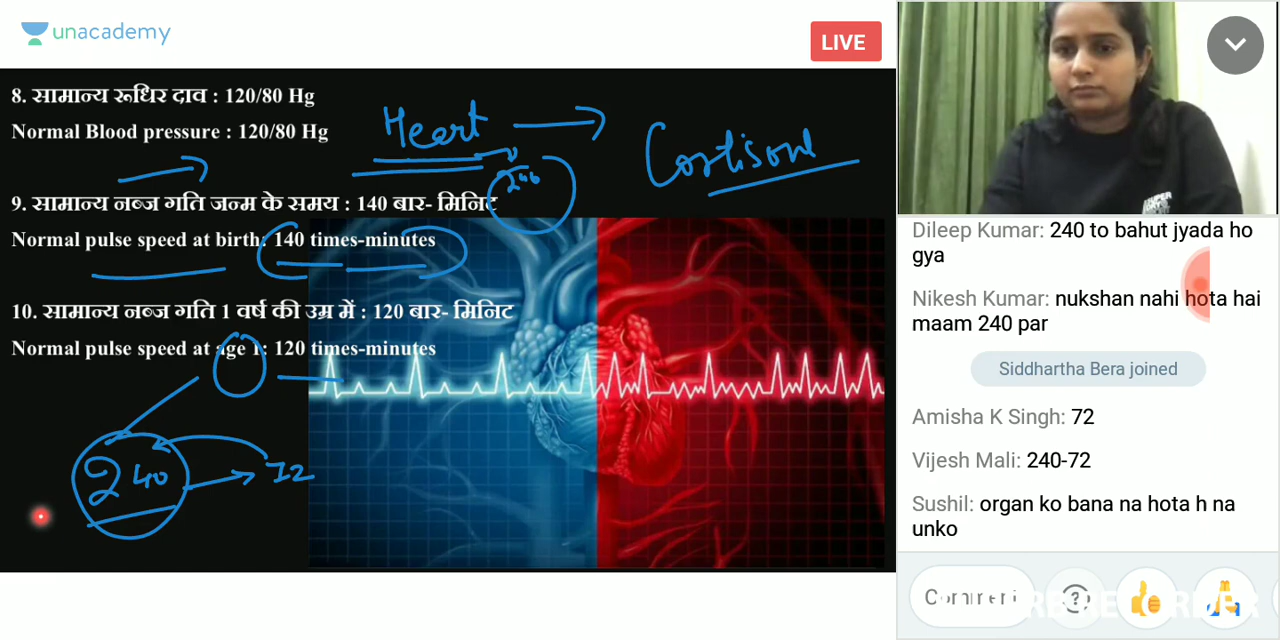 unacademy
LIVE
8. सामान्य रूधिर दाव : 120/80 Hg
Normal Blood pressure : 120/80 Hg
Heart
Cortisone
240
9. सामान्य नब्ज गति जन्म के समय : 140 बार- मिनिट
Normal pulse speed at birth: 140 times-minutes
10. सामान्य नब्ज गति 1 वर्ष की उम्र में : 120 बार- मिनिट
Normal pulse speed at age 1: 120 times-minutes
240
72
Dileep Kumar: 240 to bahut jyada ho
gya
Nikesh Kumar: nukshan nahi hota hai
maam 240 par
Siddhartha Bera joined
Amisha K Singh: 72
Vijesh Mali: 240-72
Sushil: organ ko bana na hota h na
unko
?